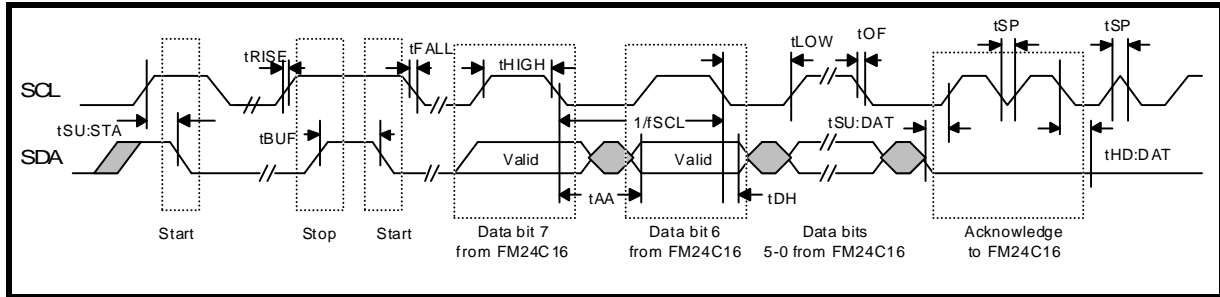 tSP
tSP
tRISE
tFALL
tHIGH
tLOW
tOF
SCL
tSU:STA
tBUF
1/fSCL
tSU:DAT
SDA
Valid
Valid
tHD:DAT
tAA
tDH
Start
Stop
Start
Data bit 7
from FM24C16
Data bit 6
from FM24C16
Data bits
5-0 from FM24C16
Acknowledge
to FM24C16